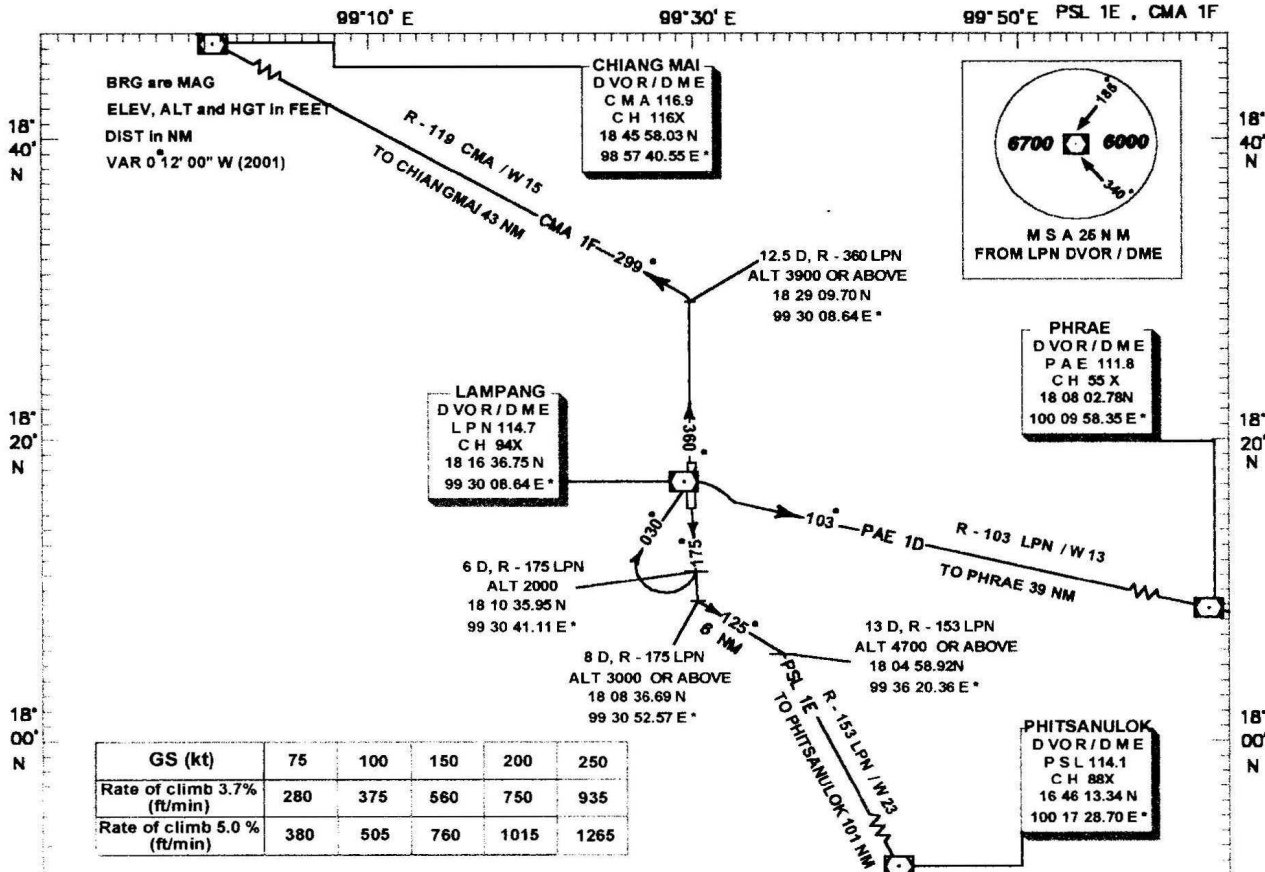 99°10' E
99°30' E
99°50' E
PSL 1E , CMA 1F
BRG are MAG
ELEV, ALT and HGT in FEET
DIST in NM
VAR 0°12' 00" W (2001)
CHIANG MAI
DVOR/DME
CMA 116.9
CH 116X
18 45 58.03 N
98 57 40.55 E *
188°
6700
6000
340°
M S A 25 N M
FROM LPN DVOR / DME
18°
40'
N
18°
40'
N
R - 119 CMA / W 15
TO CHIANGMAI 43 NM
CMA 1F
299°
12.5 D, R - 360 LPN
ALT 3900 OR ABOVE
18 29 09.70 N
99 30 08.64 E *
PHRAE
DVOR/DME
PAE 111.8
CH 55 X
18 08 02.78N
100 09 58.35 E *
LAMPANG
DVOR/DME
LPN 114.7
CH 94X
18 16 36.75 N
99 30 08.64 E *
18°
20'
N
18°
20'
N
360°
030°
175°
103°
PAE 1D
R - 103 LPN / W 13
TO PHRAE 39 NM
6 D, R - 175 LPN
ALT 2000
18 10 35.95 N
99 30 41.11 E *
125°
6 NM
8 D, R - 175 LPN
ALT 3000 OR ABOVE
18 08 36.69 N
99 30 52.57 E *
13 D, R - 153 LPN
ALT 4700 OR ABOVE
18 04 58.92N
99 36 20.36 E *
PSL 1E
R - 153 LPN / W 23
TO PHITSANULOK 101 NM
18°
00'
N
18°
00'
N
PHITSANULOK
DVOR/DME
PSL 114.1
CH 88X
16 46 13.34 N
100 17 28.70 E *
GS (kt) 75 100 150 200 250
Rate of climb 3.7% (ft/min) 280 375 560 750 935
Rate of climb 5.0 % (ft/min) 380 505 760 1015 1265